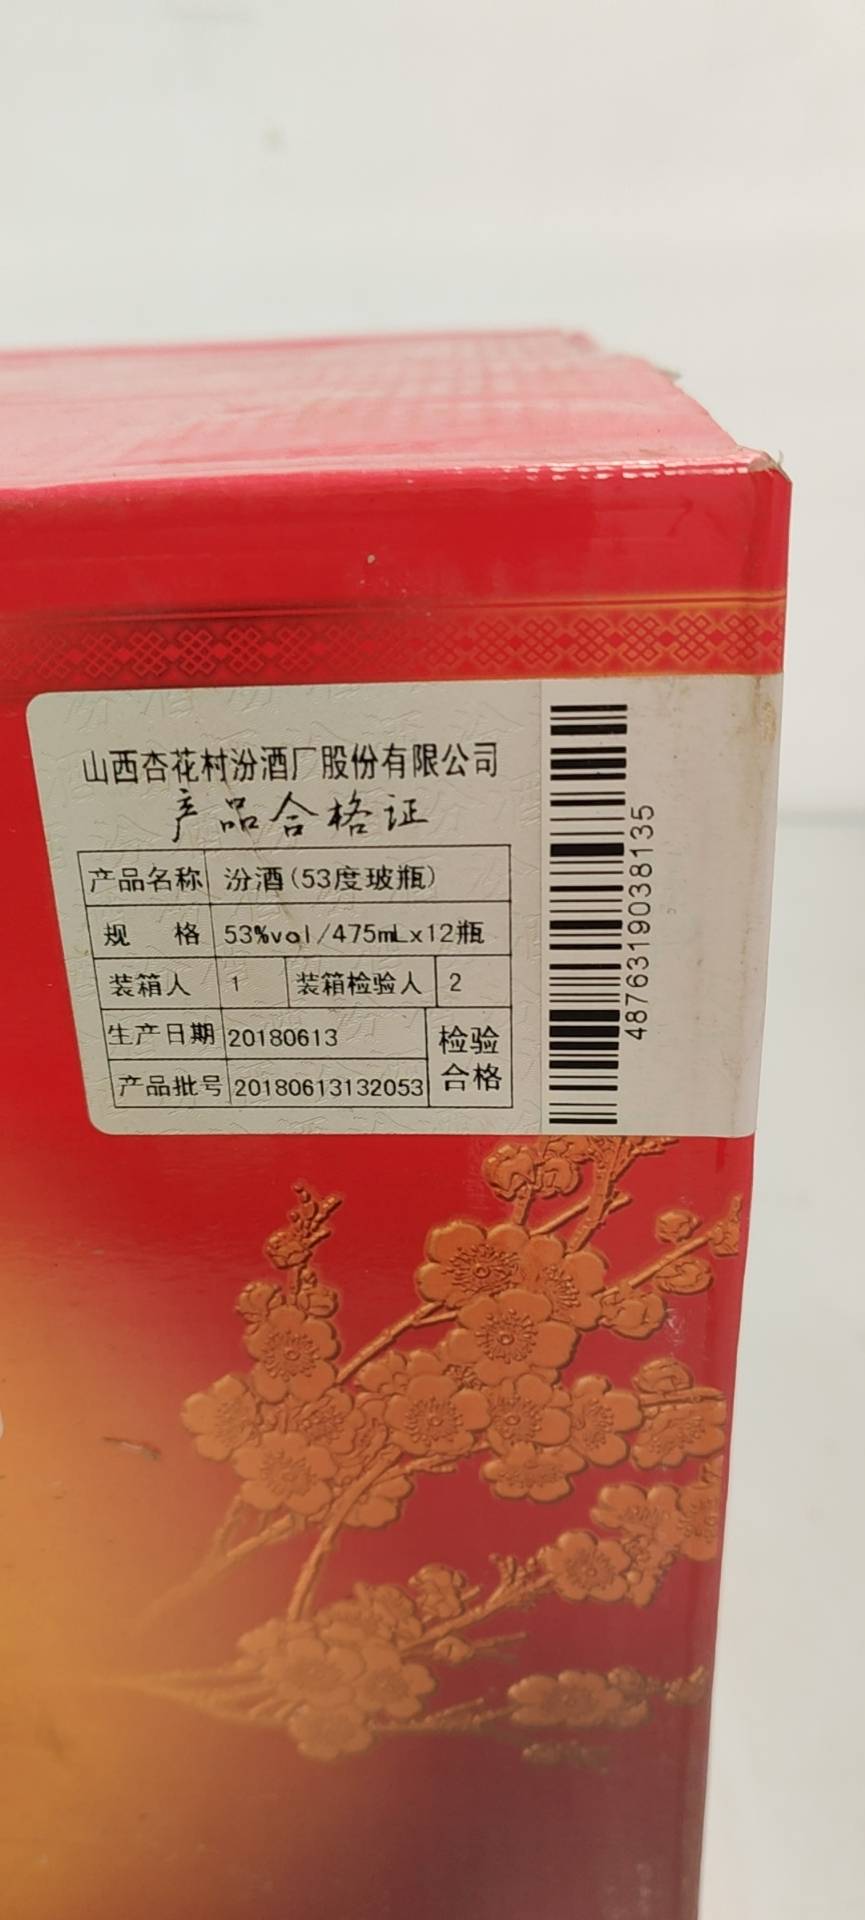 山西杏花村汾酒厂股份有限公司
产品合格证
产品名称 汾酒(53度玻瓶)
规 格 53%vol/475mLx12瓶
装箱人 1 装箱检验人 2
生产日期 20180613 检验
产品批号 20180613132053 合格
4876319038135